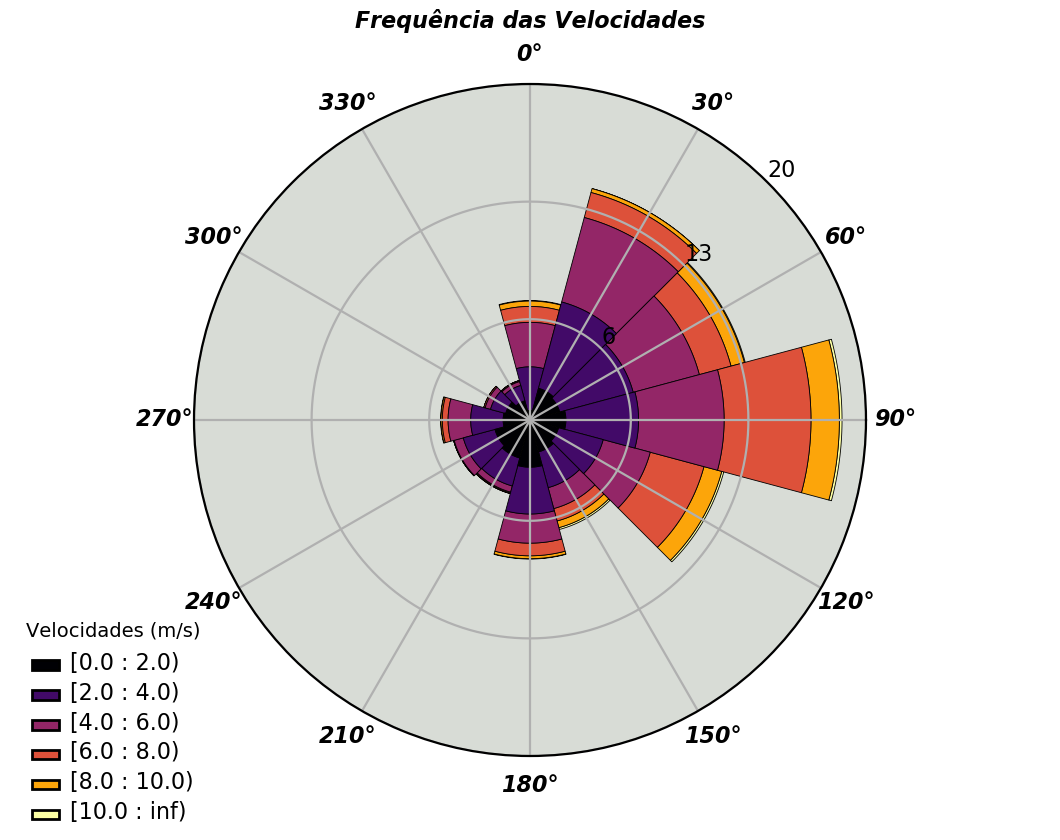 Frequência das Velocidades
0°
330°
30°
20
300°
60°
13
6
270°
90°
240°
120°
210°
150°
180°
Velocidades (m/s)
[0.0 : 2.0)
[2.0 : 4.0)
[4.0 : 6.0)
[6.0 : 8.0)
[8.0 : 10.0)
[10.0 : inf)